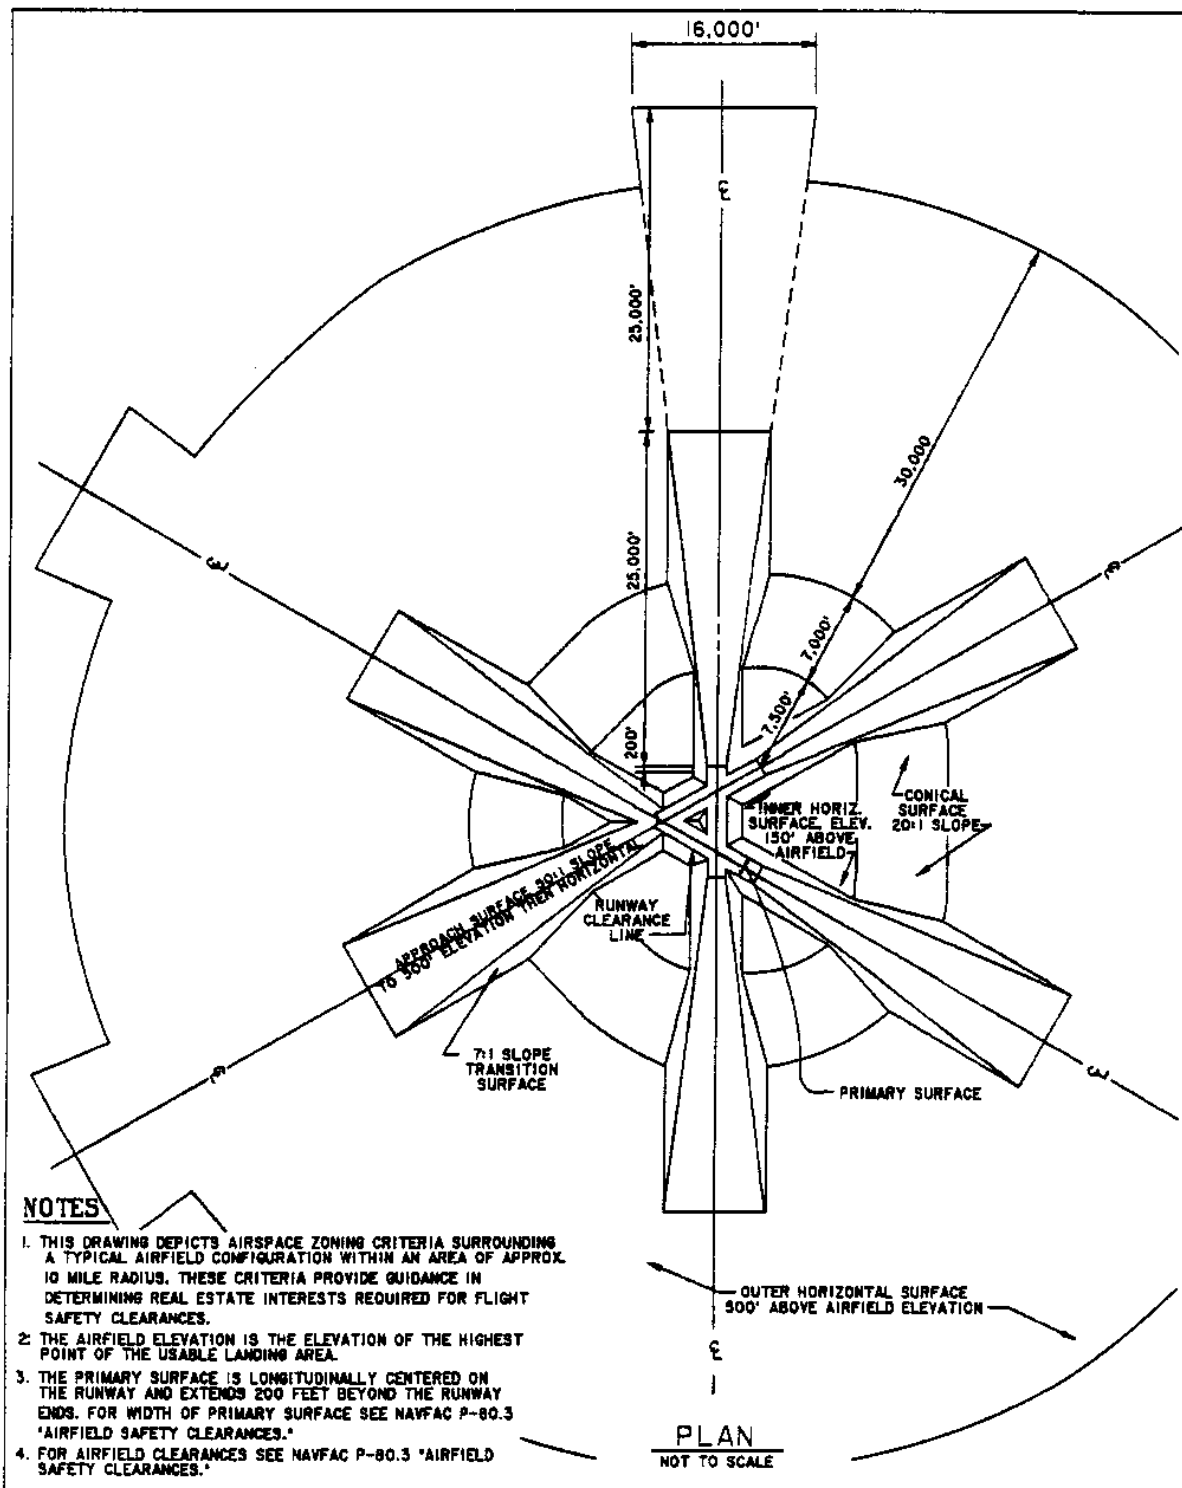 16,000'
℄
25,000'
30,000
25,000'
℄
℄
7,000'
7,500'
200'
INNER HORIZ.
SURFACE, ELEV.
150' ABOVE
AIRFIELD
CONICAL
SURFACE
20:1 SLOPE
APPROACH SURFACE 50:1 SLOPE
TO 500' ELEVATION THEN HORIZONTAL
RUNWAY
CLEARANCE
LINE
7:1 SLOPE
TRANSITION
SURFACE
℄
℄
PRIMARY SURFACE
NOTES
1. THIS DRAWING DEPICTS AIRSPACE ZONING CRITERIA SURROUNDING
A TYPICAL AIRFIELD CONFIGURATION WITHIN AN AREA OF APPROX.
10 MILE RADIUS. THESE CRITERIA PROVIDE GUIDANCE IN
DETERMINING REAL ESTATE INTERESTS REQUIRED FOR FLIGHT
SAFETY CLEARANCES.
2. THE AIRFIELD ELEVATION IS THE ELEVATION OF THE HIGHEST
POINT OF THE USABLE LANDING AREA.
3. THE PRIMARY SURFACE IS LONGITUDINALLY CENTERED ON
THE RUNWAY AND EXTENDS 200 FEET BEYOND THE RUNWAY
ENDS. FOR WIDTH OF PRIMARY SURFACE SEE NAVFAC P-80.3
"AIRFIELD SAFETY CLEARANCES."
4. FOR AIRFIELD CLEARANCES SEE NAVFAC P-80.3 "AIRFIELD
SAFETY CLEARANCES."
OUTER HORIZONTAL SURFACE
500' ABOVE AIRFIELD ELEVATION
℄
PLAN
NOT TO SCALE